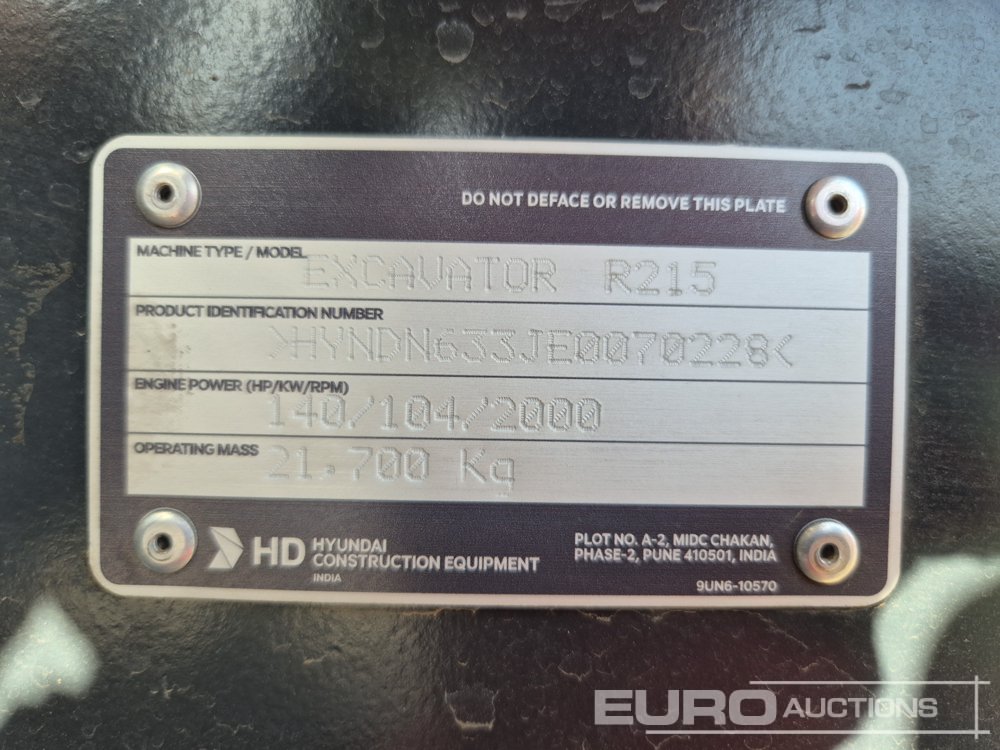 DO NOT DEFACE OR REMOVE THIS PLATE
MACHINE TYPE / MODEL
EXCAVATOR R215
PRODUCT IDENTIFICATION NUMBER
>HYNDN633JE0070228<
ENGINE POWER (HP/KW/RPM)
140/104/2000
OPERATING MASS
21.700 Kg
HD HYUNDAI
CONSTRUCTION EQUIPMENT
INDIA
PLOT NO. A-2, MIDC CHAKAN,
PHASE-2, PUNE 410501, INDIA
9UN6-10570
EURO AUCTIONS